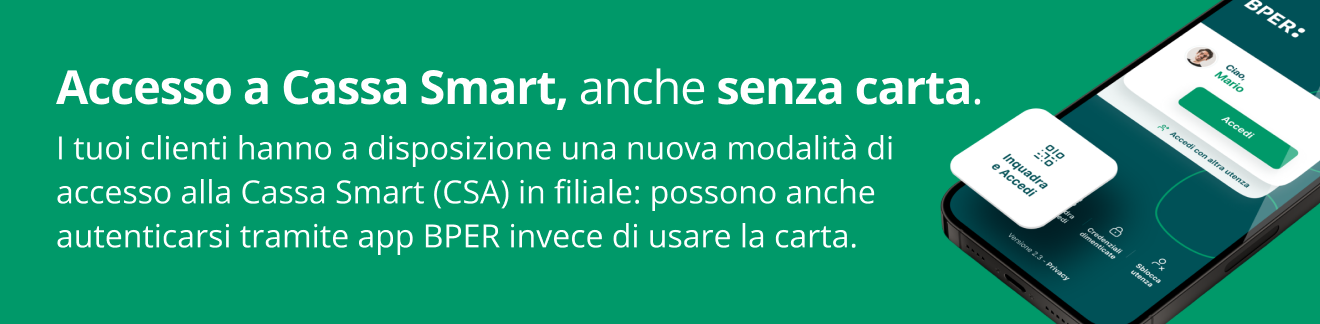 Accesso a Cassa Smart, anche senza carta.
I tuoi clienti hanno a disposizione una nuova modalità di
accesso alla Cassa Smart (CSA) in filiale: possono anche
autenticarsi tramite app BPER invece di usare la carta.
BPER:
Ciao,
Mario
Accedi
Accedi con altra utenza
Inquadra
e Accedi
Credenziali
dimenticate
Sblocca
utenza
Versione 2.3 - Privacy